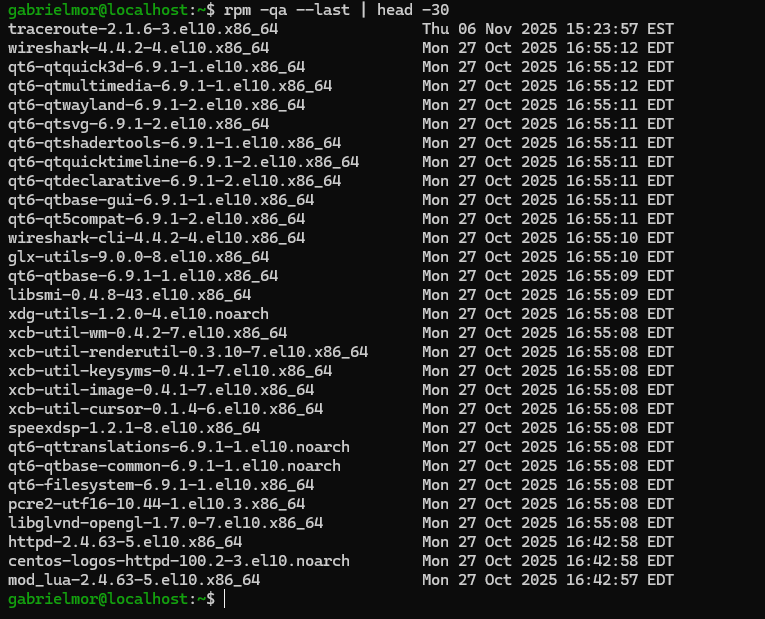 gabrielmor@localhost:~$ rpm -qa --last | head -30
traceroute-2.1.6-3.el10.x86_64                Thu 06 Nov 2025 15:23:57 EST
wireshark-4.4.2-4.el10.x86_64                 Mon 27 Oct 2025 16:55:12 EDT
qt6-qtquick3d-6.9.1-1.el10.x86_64             Mon 27 Oct 2025 16:55:12 EDT
qt6-qtmultimedia-6.9.1-1.el10.x86_64          Mon 27 Oct 2025 16:55:12 EDT
qt6-qtwayland-6.9.1-2.el10.x86_64             Mon 27 Oct 2025 16:55:11 EDT
qt6-qtsvg-6.9.1-2.el10.x86_64                 Mon 27 Oct 2025 16:55:11 EDT
qt6-qtshadertools-6.9.1-1.el10.x86_64         Mon 27 Oct 2025 16:55:11 EDT
qt6-qtquicktimeline-6.9.1-2.el10.x86_64       Mon 27 Oct 2025 16:55:11 EDT
qt6-qtdeclarative-6.9.1-2.el10.x86_64         Mon 27 Oct 2025 16:55:11 EDT
qt6-qtbase-gui-6.9.1-1.el10.x86_64            Mon 27 Oct 2025 16:55:11 EDT
qt6-qt5compat-6.9.1-2.el10.x86_64             Mon 27 Oct 2025 16:55:11 EDT
wireshark-cli-4.4.2-4.el10.x86_64             Mon 27 Oct 2025 16:55:10 EDT
glx-utils-9.0.0-8.el10.x86_64                 Mon 27 Oct 2025 16:55:10 EDT
qt6-qtbase-6.9.1-1.el10.x86_64                Mon 27 Oct 2025 16:55:09 EDT
libsmi-0.4.8-43.el10.x86_64                   Mon 27 Oct 2025 16:55:09 EDT
xdg-utils-1.2.0-4.el10.noarch                 Mon 27 Oct 2025 16:55:08 EDT
xcb-util-wm-0.4.2-7.el10.x86_64               Mon 27 Oct 2025 16:55:08 EDT
xcb-util-renderutil-0.3.10-7.el10.x86_64      Mon 27 Oct 2025 16:55:08 EDT
xcb-util-keysyms-0.4.1-7.el10.x86_64          Mon 27 Oct 2025 16:55:08 EDT
xcb-util-image-0.4.1-7.el10.x86_64            Mon 27 Oct 2025 16:55:08 EDT
xcb-util-cursor-0.1.4-6.el10.x86_64           Mon 27 Oct 2025 16:55:08 EDT
speexdsp-1.2.1-8.el10.x86_64                  Mon 27 Oct 2025 16:55:08 EDT
qt6-qttranslations-6.9.1-1.el10.noarch        Mon 27 Oct 2025 16:55:08 EDT
qt6-qtbase-common-6.9.1-1.el10.noarch         Mon 27 Oct 2025 16:55:08 EDT
qt6-filesystem-6.9.1-1.el10.x86_64            Mon 27 Oct 2025 16:55:08 EDT
pcre2-utf16-10.44-1.el10.3.x86_64             Mon 27 Oct 2025 16:55:08 EDT
libglvnd-opengl-1.7.0-7.el10.x86_64           Mon 27 Oct 2025 16:55:08 EDT
httpd-2.4.63-5.el10.x86_64                    Mon 27 Oct 2025 16:42:58 EDT
centos-logos-httpd-100.2-3.el10.noarch        Mon 27 Oct 2025 16:42:58 EDT
mod_lua-2.4.63-5.el10.x86_64                  Mon 27 Oct 2025 16:42:57 EDT
gabrielmor@localhost:~$